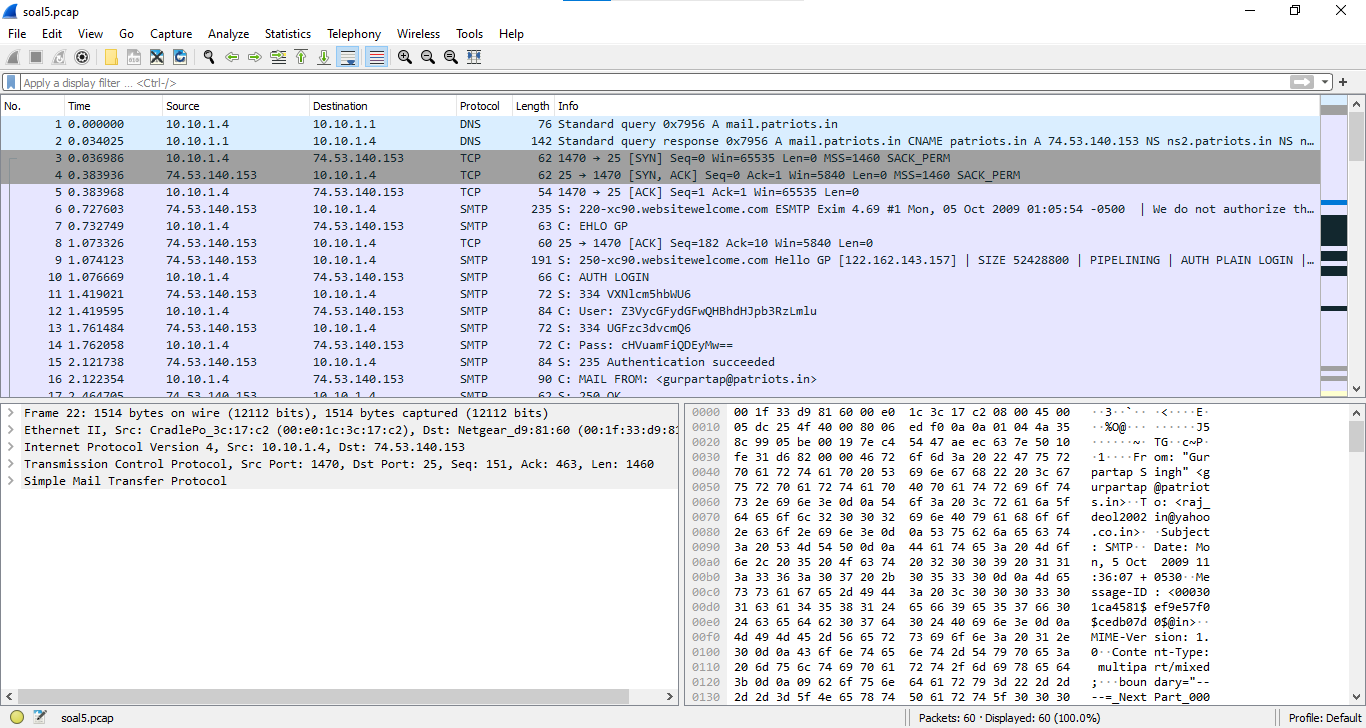 soal5.pcap
File Edit View Go Capture Analyze Statistics Telephony Wireless Tools Help
Apply a display filter ... <Ctrl-/>
No. Time Source Destination Protocol Length Info
1 0.000000 10.10.1.4 10.10.1.1 DNS 76 Standard query 0x7956 A mail.patriots.in
2 0.034025 10.10.1.1 10.10.1.4 DNS 142 Standard query response 0x7956 A mail.patriots.in CNAME patriots.in A 74.53.140.153 NS ns2.patriots.in NS n…
3 0.036986 10.10.1.4 74.53.140.153 TCP 62 1470 → 25 [SYN] Seq=0 Win=65535 Len=0 MSS=1460 SACK_PERM
4 0.383936 74.53.140.153 10.10.1.4 TCP 62 25 → 1470 [SYN, ACK] Seq=0 Ack=1 Win=5840 Len=0 MSS=1460 SACK_PERM
5 0.383968 10.10.1.4 74.53.140.153 TCP 54 1470 → 25 [ACK] Seq=1 Ack=1 Win=65535 Len=0
6 0.727603 74.53.140.153 10.10.1.4 SMTP 235 S: 220-xc90.websitewelcome.com ESMTP Exim 4.69 #1 Mon, 05 Oct 2009 01:05:54 -0500 | We do not authorize th…
7 0.732749 10.10.1.4 74.53.140.153 SMTP 63 C: EHLO GP
8 1.073326 74.53.140.153 10.10.1.4 TCP 60 25 → 1470 [ACK] Seq=182 Ack=10 Win=5840 Len=0
9 1.074123 74.53.140.153 10.10.1.4 SMTP 191 S: 250-xc90.websitewelcome.com Hello GP [122.162.143.157] | SIZE 52428800 | PIPELINING | AUTH PLAIN LOGIN |…
10 1.076669 10.10.1.4 74.53.140.153 SMTP 66 C: AUTH LOGIN
11 1.419021 74.53.140.153 10.10.1.4 SMTP 72 S: 334 VXNlcm5hbWU6
12 1.419595 10.10.1.4 74.53.140.153 SMTP 84 C: User: Z3VycGFydGFwQHBhdHJpb3RzLmlu
13 1.761484 74.53.140.153 10.10.1.4 SMTP 72 S: 334 UGFzc3dvcmQ6
14 1.762058 10.10.1.4 74.53.140.153 SMTP 72 C: Pass: cHVuamFiQDEyMw==
15 2.121738 74.53.140.153 10.10.1.4 SMTP 84 S: 235 Authentication succeeded
16 2.122354 10.10.1.4 74.53.140.153 SMTP 90 C: MAIL FROM: <gurpartap@patriots.in>
17 2.464705 74.53.140.153 10.10.1.4 SMTP 62 S: 250 OK
Frame 22: 1514 bytes on wire (12112 bits), 1514 bytes captured (12112 bits)
Ethernet II, Src: CradlePo_3c:17:c2 (00:e0:1c:3c:17:c2), Dst: Netgear_d9:81:60 (00:1f:33:d9:81
Internet Protocol Version 4, Src: 10.10.1.4, Dst: 74.53.140.153
Transmission Control Protocol, Src Port: 1470, Dst Port: 25, Seq: 151, Ack: 463, Len: 1460
Simple Mail Transfer Protocol
0000 00 1f 33 d9 81 60 00 e0 1c 3c 17 c2 08 00 45 00 ··3··`·· ·<····E·
0010 05 dc 25 4f 40 00 80 06 ed f0 0a 0a 01 04 4a 35 ··%O@··· ······J5
0020 8c 99 05 be 00 19 7e c4 54 47 ae ec 63 7e 50 10 ······~· TG··c~P·
0030 fe 31 d6 82 00 00 46 72 6f 6d 3a 20 22 47 75 72 ·1····Fr om: "Gur
0040 70 61 72 74 61 70 20 53 69 6e 67 68 22 20 3c 67 partap S ingh" <g
0050 75 72 70 61 72 74 61 70 40 70 61 74 72 69 6f 74 urpartap @patriot
0060 73 2e 69 6e 3e 0d 0a 54 6f 3a 20 3c 72 61 6a 5f s.in>··T o: <raj_
0070 64 65 6f 6c 32 30 30 32 69 6e 40 79 61 68 6f 6f deol2002 in@yahoo
0080 2e 63 6f 2e 69 6e 3e 0d 0a 53 75 62 6a 65 63 74 .co.in>· ·Subject
0090 3a 20 53 4d 54 50 0d 0a 44 61 74 65 3a 20 4d 6f : SMTP·· Date: Mo
00a0 6e 2c 20 35 20 4f 63 74 20 32 30 30 39 20 31 31 n, 5 Oct 2009 11
00b0 3a 33 36 3a 30 37 20 2b 30 35 33 30 0d 0a 4d 65 :36:07 + 0530··Me
00c0 73 73 61 67 65 2d 49 44 3a 20 3c 30 30 30 33 30 ssage-ID : <00030
00d0 31 63 61 34 35 38 31 24 65 66 39 65 35 37 66 30 1ca4581$ ef9e57f0
00e0 24 63 65 64 62 30 37 64 30 24 40 69 6e 3e 0d 0a $cedb07d 0$@in>··
00f0 4d 49 4d 45 2d 56 65 72 73 69 6f 6e 3a 20 31 2e MIME-Ver sion: 1.
0100 30 0d 0a 43 6f 6e 74 65 6e 74 2d 54 79 70 65 3a 0··Conte nt-Type:
0110 20 6d 75 6c 74 69 70 61 72 74 2f 6d 69 78 65 64 multipa rt/mixed
0120 3b 0d 0a 09 62 6f 75 6e 64 61 72 79 3d 22 2d 2d ;···boun dary="--
0130 2d 2d 3d 5f 4e 65 78 74 50 61 72 74 5f 30 30 30 --=_Next Part_000
soal5.pcap
Packets: 60 · Displayed: 60 (100.0%)
Profile: Default